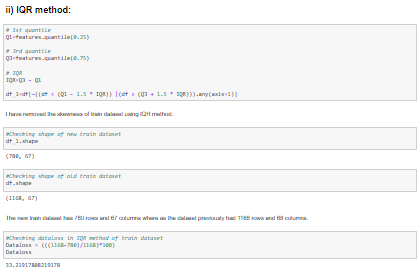 ii) IQR method:
# 1st quantile
Q1=features.quantile(0.25)
# 3rd quantile
Q3=features.quantile(0.75)
# IQR
IQR=Q3 - Q1
df_1=df[~((df < (Q1 - 1.5 * IQR)) |(df > (Q3 + 1.5 * IQR))).any(axis=1)]
I have removed the skewness of train dataset using IQR method.
#Checking shape of new train dataset
df_1.shape
(780, 67)
#Checking shape of old train dataset
df.shape
(1168, 67)
The new train dataset has 780 rows and 67 columns where as the dataset previously had 1168 rows and 68 columns.
#Checking dataloss in IQR method of train dataset
Dataloss = (((1168-780)/1168)*100)
Dataloss
33.21917808219178